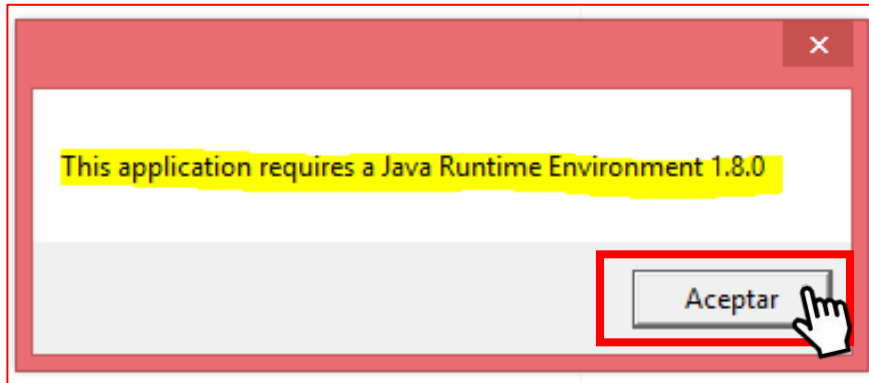 This application requires a Java Runtime Environment 1.8.0
Aceptar